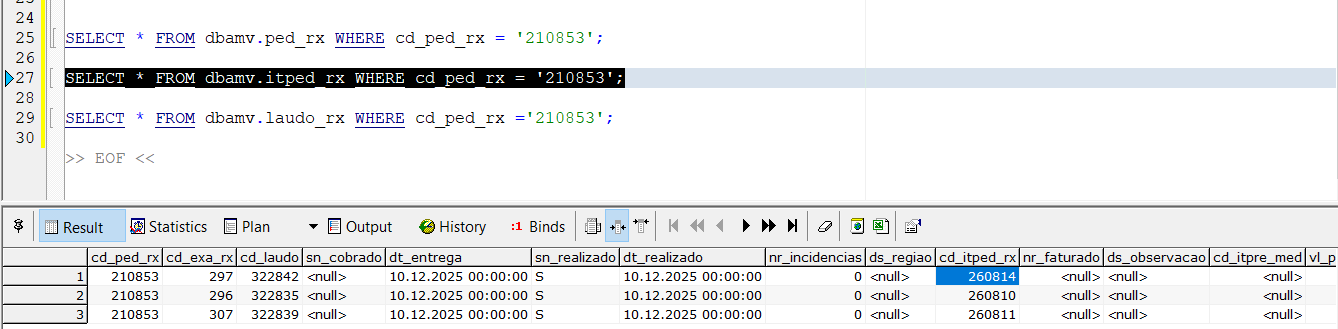 24
25 SELECT * FROM dbamv.ped_rx WHERE cd_ped_rx = '210853';
26
27 SELECT * FROM dbamv.itped_rx WHERE cd_ped_rx = '210853';
28
29 SELECT * FROM dbamv.laudo_rx WHERE cd_ped_rx ='210853';
30
>> EOF <<
Result Statistics Plan Output History :1 Binds
cd_ped_rx cd_exa_rx cd_laudo sn_cobrado dt_entrega sn_realizado dt_realizado nr_incidencias ds_regiao cd_itped_rx nr_faturado ds_observacao cd_itpre_med vl_p
1 210853 297 322842 <null> 10.12.2025 00:00:00 S 10.12.2025 00:00:00 0 <null> 260814 <null> <null> <null>
2 210853 296 322835 <null> 10.12.2025 00:00:00 S 10.12.2025 00:00:00 0 <null> 260810 <null> <null> <null>
3 210853 307 322839 <null> 10.12.2025 00:00:00 S 10.12.2025 00:00:00 0 <null> 260811 <null> <null> <null>